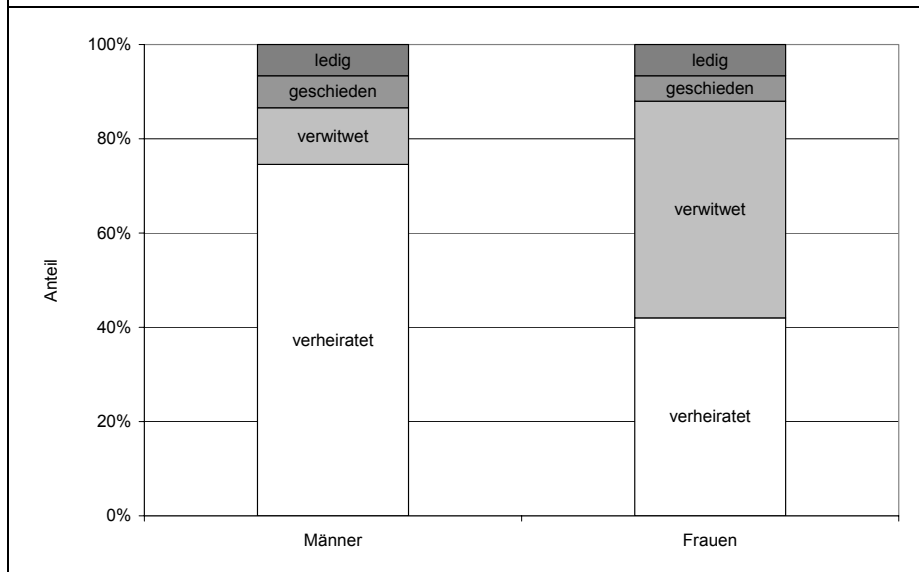 100%
80%
60%
40%
20%
0%
Anteil
ledig
geschieden
verwitwet
verheiratet
ledig
geschieden
verwitwet
verheiratet
Männer
Frauen